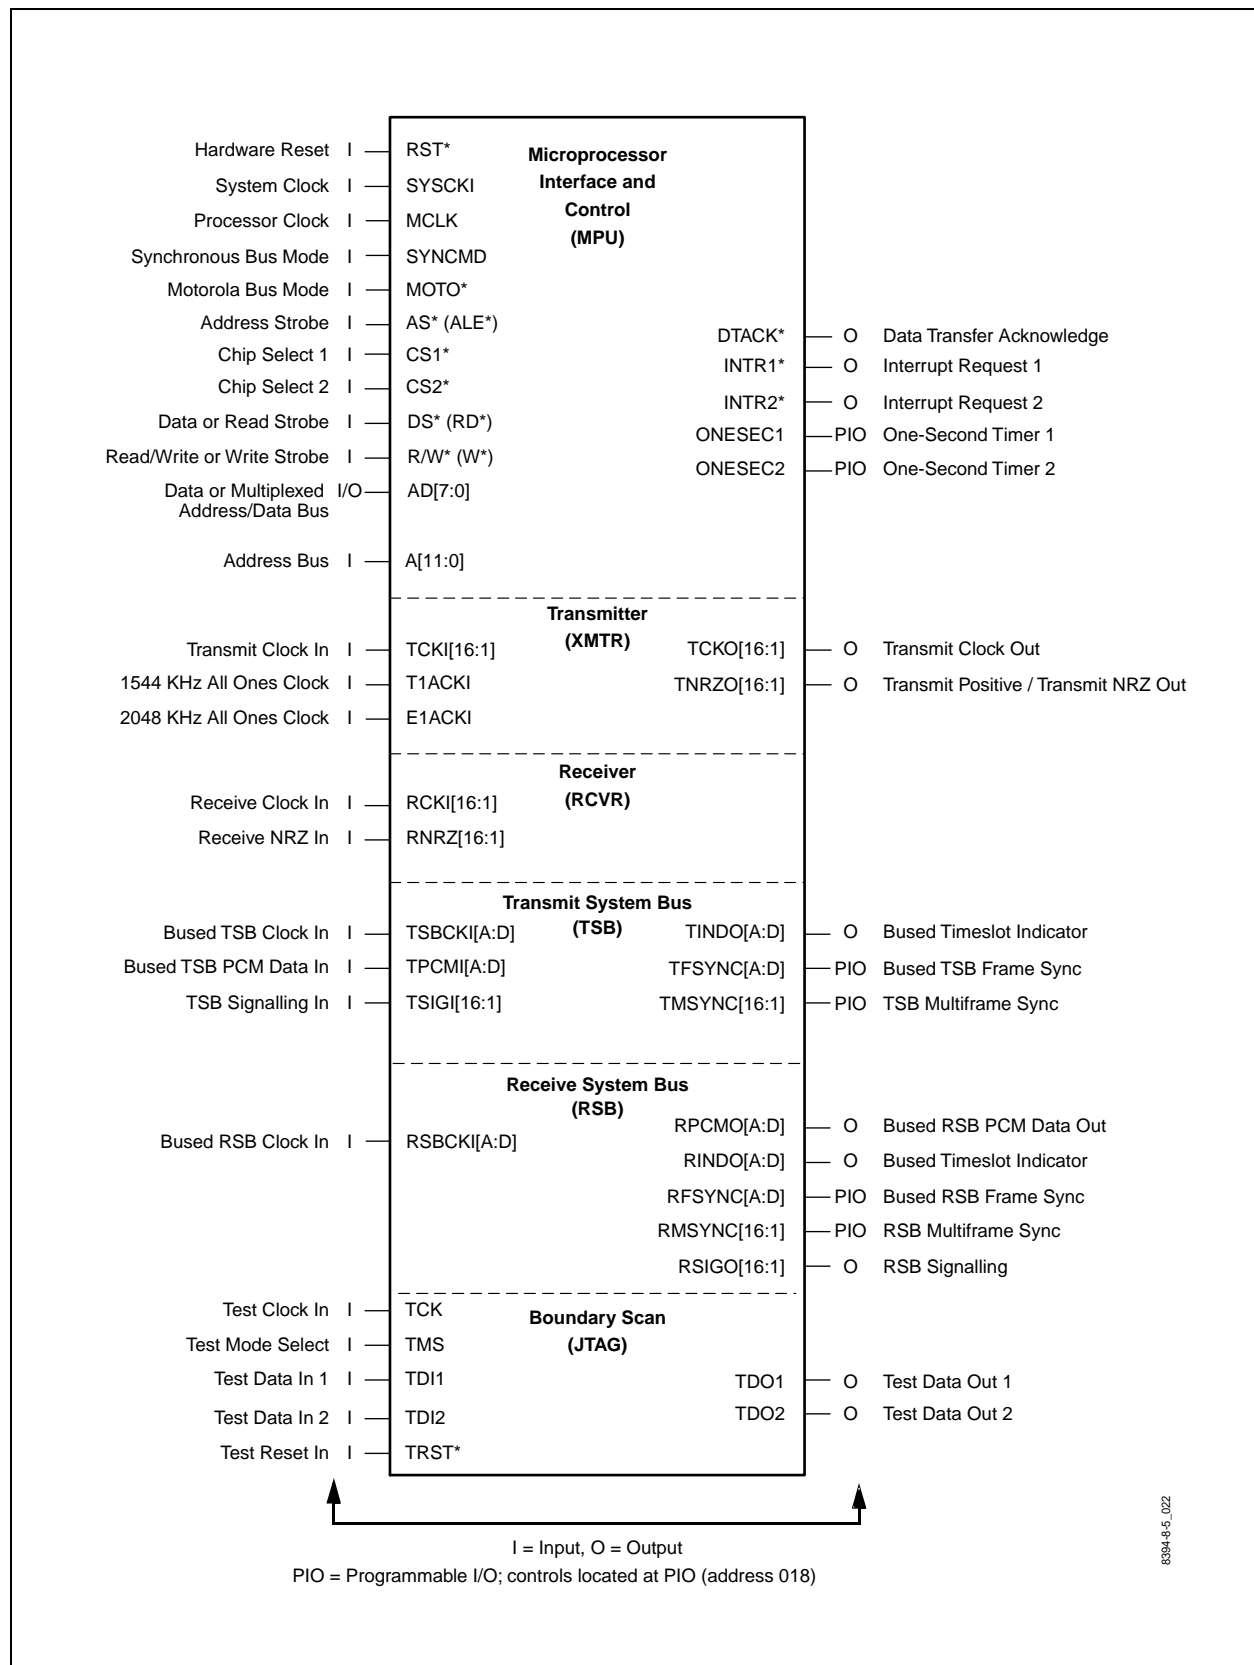 Microprocessor
Interface and
Control
(MPU)
Hardware Reset I RST*
System Clock I SYSCKI
Processor Clock I MCLK
Synchronous Bus Mode I SYNCMD
Motorola Bus Mode I MOTO*
Address Strobe I AS* (ALE*)
Chip Select 1 I CS1*
Chip Select 2 I CS2*
Data or Read Strobe I DS* (RD*)
Read/Write or Write Strobe I R/W* (W*)
Data or Multiplexed I/O AD[7:0]
Address/Data Bus
Address Bus I A[11:0]
DTACK* O Data Transfer Acknowledge
INTR1* O Interrupt Request 1
INTR2* O Interrupt Request 2
ONESEC1 PIO One-Second Timer 1
ONESEC2 PIO One-Second Timer 2
Transmitter
(XMTR)
Transmit Clock In I TCKI[16:1]
1544 KHz All Ones Clock I T1ACKI
2048 KHz All Ones Clock I E1ACKI
TCKO[16:1] O Transmit Clock Out
TNRZO[16:1] O Transmit Positive / Transmit NRZ Out
Receiver
(RCVR)
Receive Clock In I RCKI[16:1]
Receive NRZ In I RNRZ[16:1]
Transmit System Bus
(TSB)
Bused TSB Clock In I TSBCKI[A:D]
Bused TSB PCM Data In I TPCMI[A:D]
TSB Signalling In I TSIGI[16:1]
TINDO[A:D] O Bused Timeslot Indicator
TFSYNC[A:D] PIO Bused TSB Frame Sync
TMSYNC[16:1] PIO TSB Multiframe Sync
Receive System Bus
(RSB)
Bused RSB Clock In I RSBCKI[A:D]
RPCMO[A:D] O Bused RSB PCM Data Out
RINDO[A:D] O Bused Timeslot Indicator
RFSYNC[A:D] PIO Bused RSB Frame Sync
RMSYNC[16:1] PIO RSB Multiframe Sync
RSIGO[16:1] O RSB Signalling
Boundary Scan
(JTAG)
Test Clock In I TCK
Test Mode Select I TMS
Test Data In 1 I TDI1
Test Data In 2 I TDI2
Test Reset In I TRST*
TDO1 O Test Data Out 1
TDO2 O Test Data Out 2
I = Input, O = Output
PIO = Programmable I/O; controls located at PIO (address 018)
8394-8-5_022